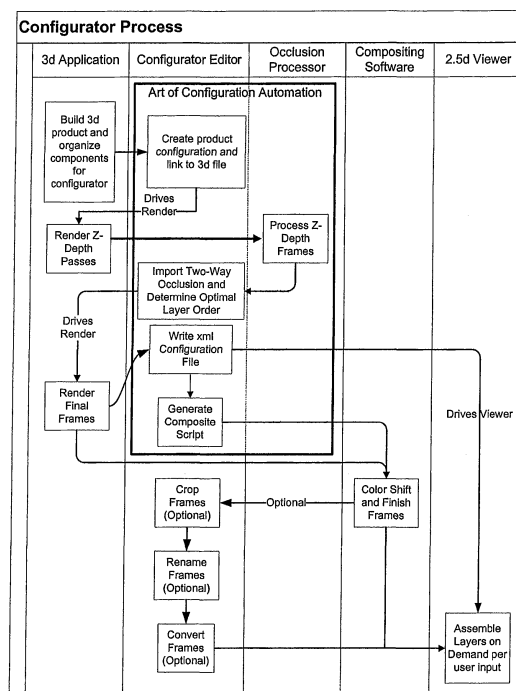 Configurator Process
3d Application
Configurator Editor
Occlusion
Processor
Compositing
Software
2.5d Viewer
Art of Configuration Automation
Build 3d
product and
organize
components
for
configurator
Create product
configuration and
link to 3d file
Drives
Render
Render Z-
Depth
Passes
Process Z-
Depth
Frames
Import Two-Way
Occlusion and
Determine Optimal
Layer Order
Drives
Render
Write xml
Configuration
File
Render
Final
Frames
Generate
Composite
Script
Drives Viewer
Crop
Frames
(Optional)
Optional
Color Shift
and Finish
Frames
Rename
Frames
(Optional)
Convert
Frames
(Optional)
Assemble
Layers on
Demand per
user input